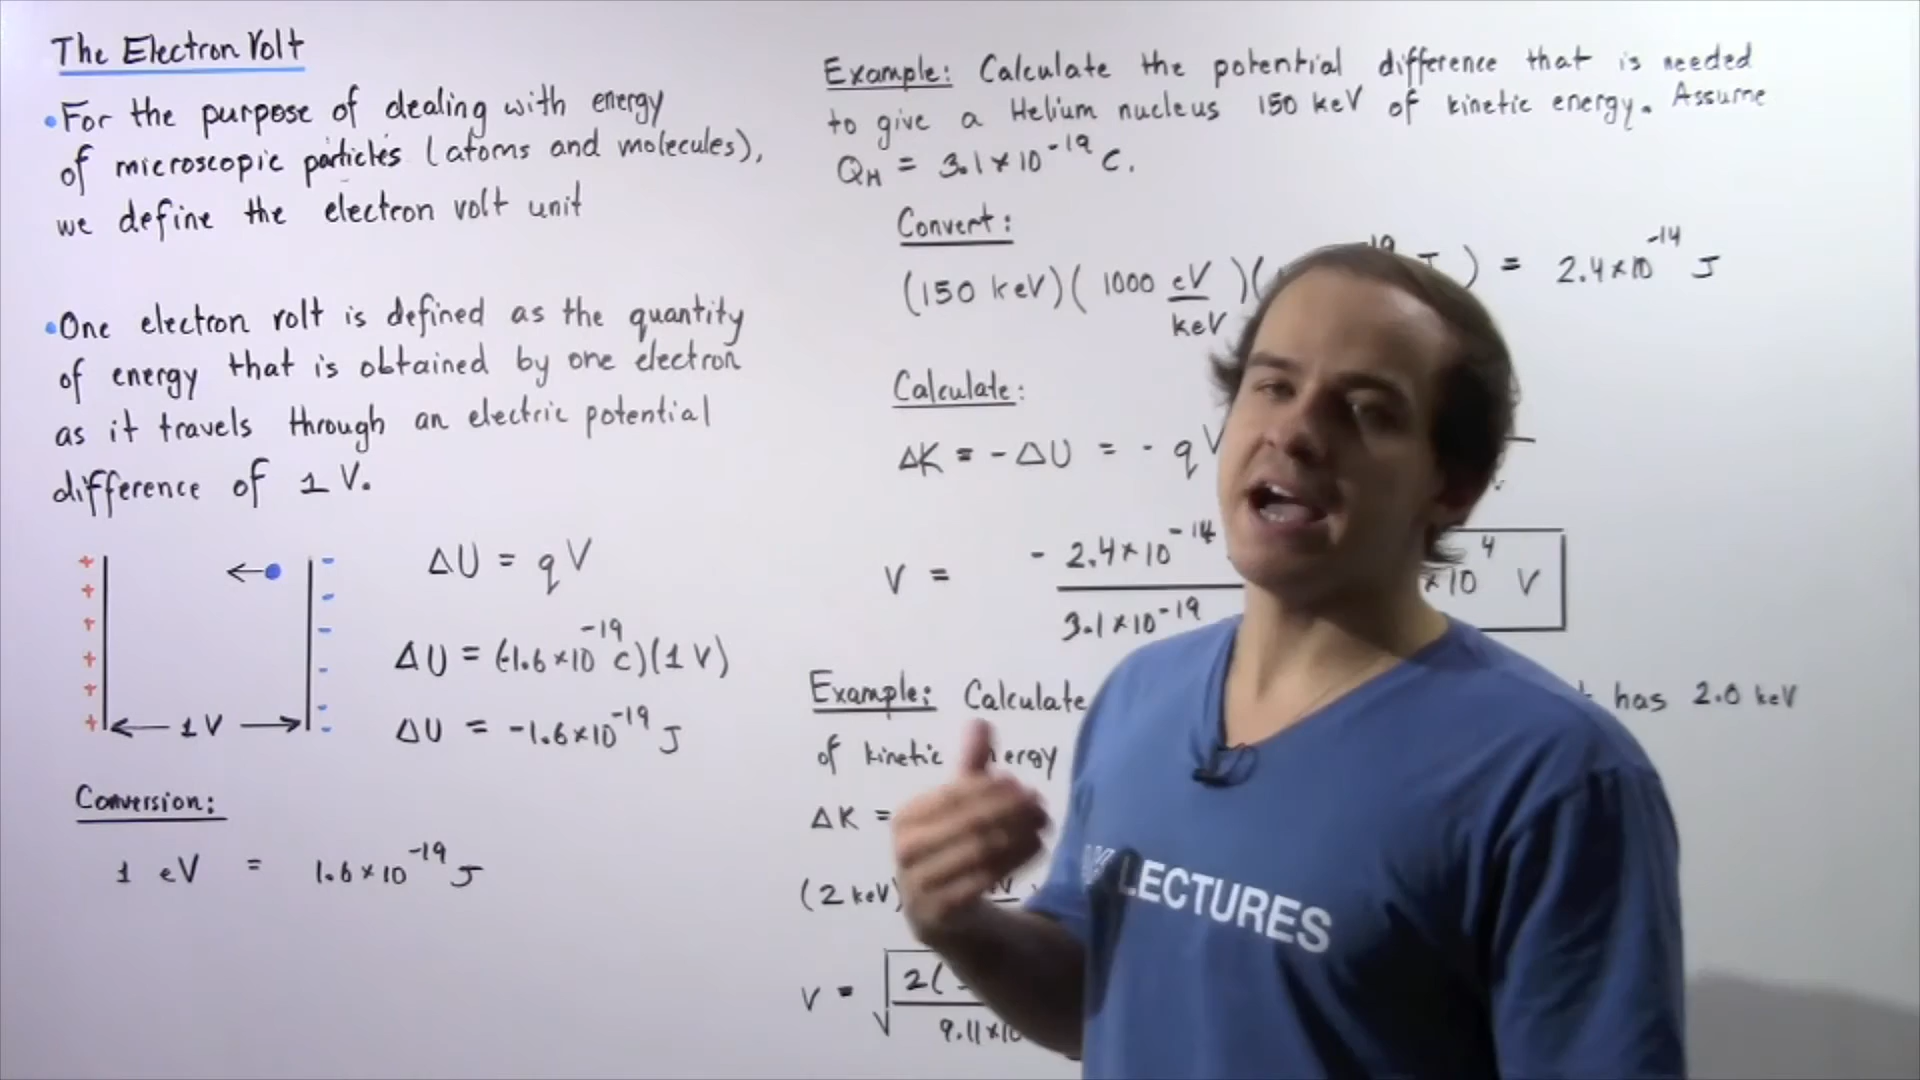 The Electron Volt
•For the purpose of dealing with energy
of microscopic particles (atoms and molecules),
we define the electron volt unit
•One electron volt is defined as the quantity
of energy that is obtained by one electron
as it travels through an electric potential
difference of 1 V.
+ -
+ -
+ -
+ -
+ -
+ -
1 V
ΔU = qV
ΔU = (-1.6×10⁻¹⁹ C)(1 V)
ΔU = -1.6×10⁻¹⁹ J
Conversion:
1 eV = 1.6×10⁻¹⁹ J
Example: Calculate the potential difference that is needed
to give a Helium nucleus 150 keV of kinetic energy. Assume
Q_H = 3.1×10⁻¹⁹ C.
Convert:
(150 keV)(1000 eV/keV)( ⁻¹⁹ J) = 2.4×10⁻¹⁴ J
Calculate:
ΔK = -ΔU = -qV
V = -2.4×10⁻¹⁴ / 3.1×10⁻¹⁹ ×10⁴ V
Example: Calculate has 2.0 keV
of kinetic energy
ΔK =
(2 keV)
v = √ 2( / 9.11×10
LECTURES